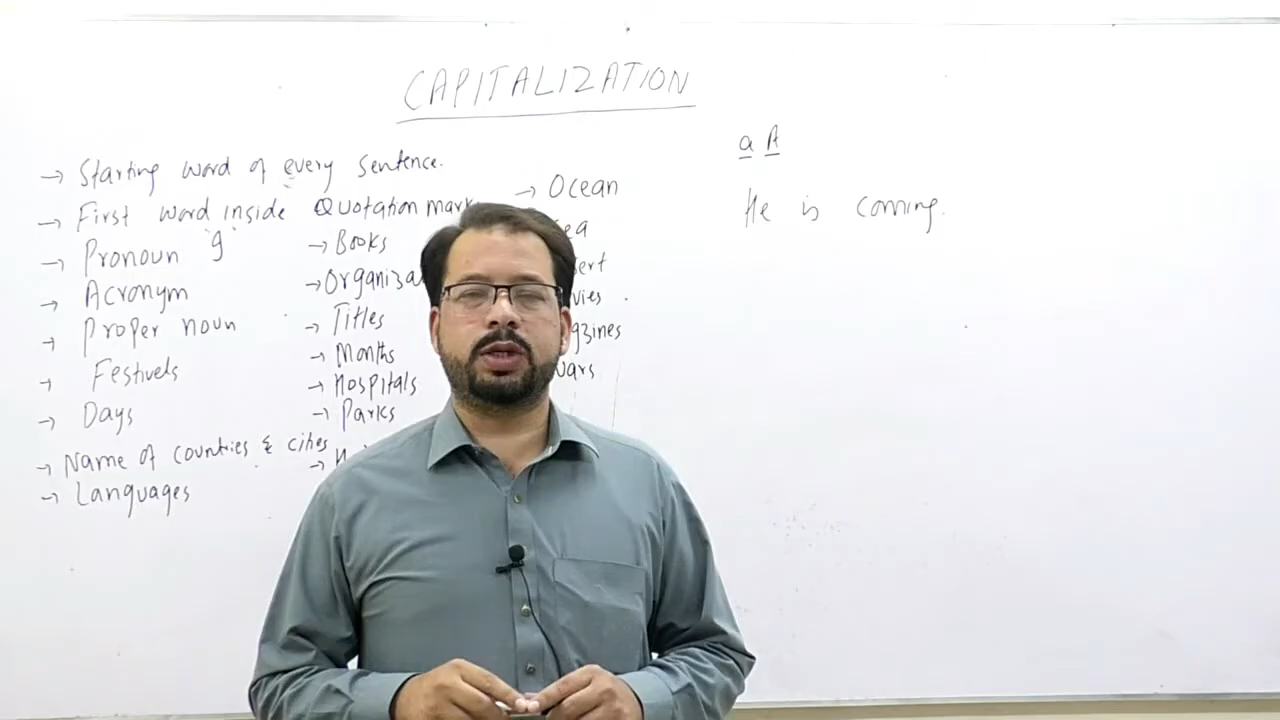 CAPITALIZATION
→ Starting word of every sentence.
→ First word inside Quotation mark
→ Pronoun "I"
→ Acronym
→ Proper noun
→ Festivels
→ Days
→ Name of countries & cities
→ Languages
→ Books
→ Titles
→ Months
→ Hospitals
→ Parks
→ Ocean
a A
He is coming.